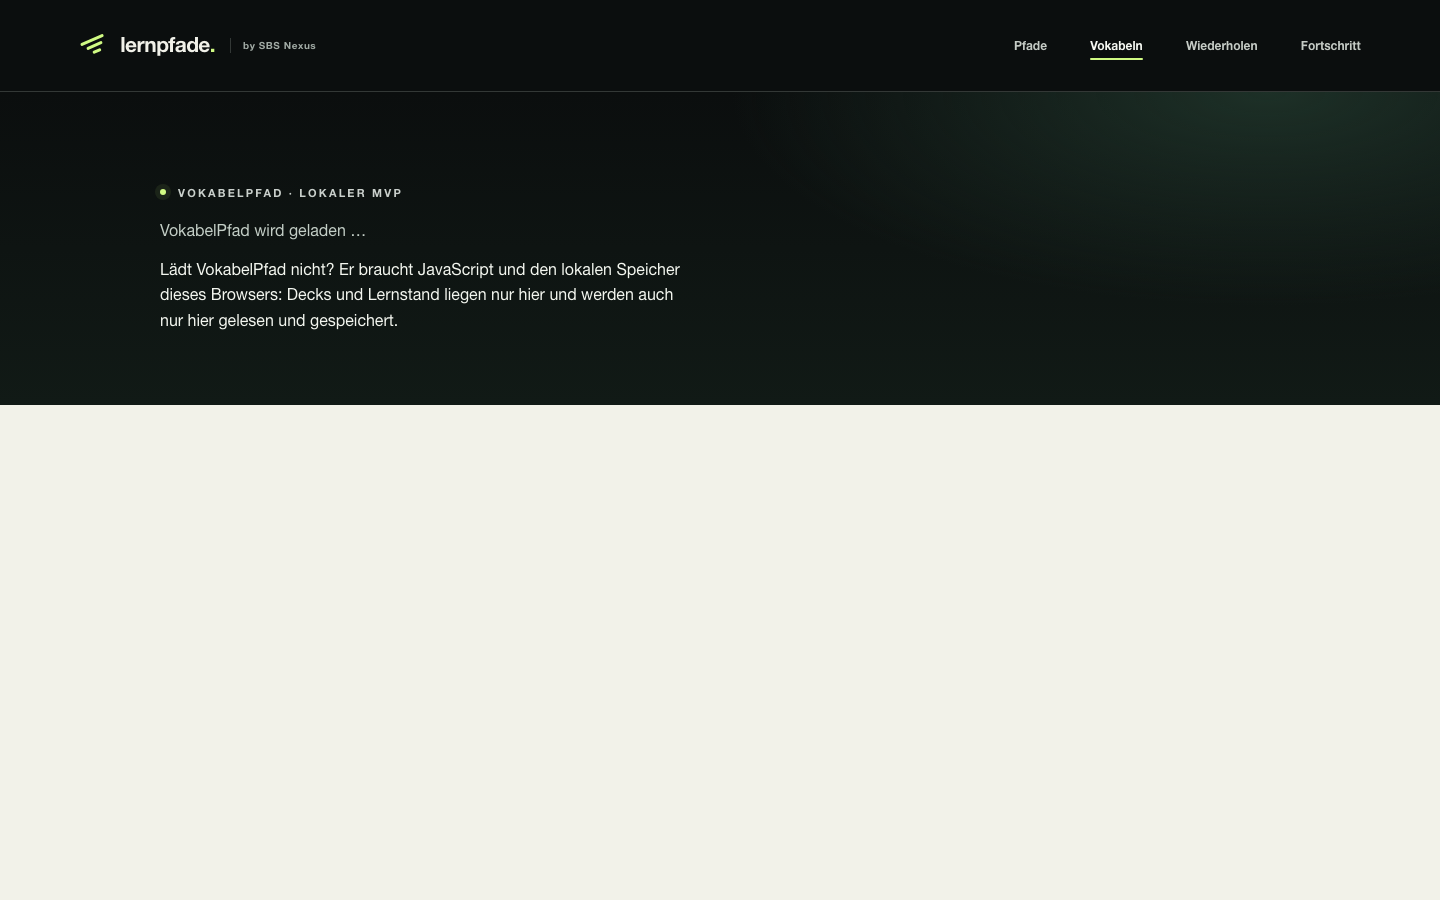 lernpfade.
by SBS Nexus
Pfade
Vokabeln
Wiederholen
Fortschritt
VOKABELPFAD · LOKALER MVP
VokabelPfad wird geladen …
Lädt VokabelPfad nicht? Er braucht JavaScript und den lokalen Speicher
dieses Browsers: Decks und Lernstand liegen nur hier und werden auch
nur hier gelesen und gespeichert.